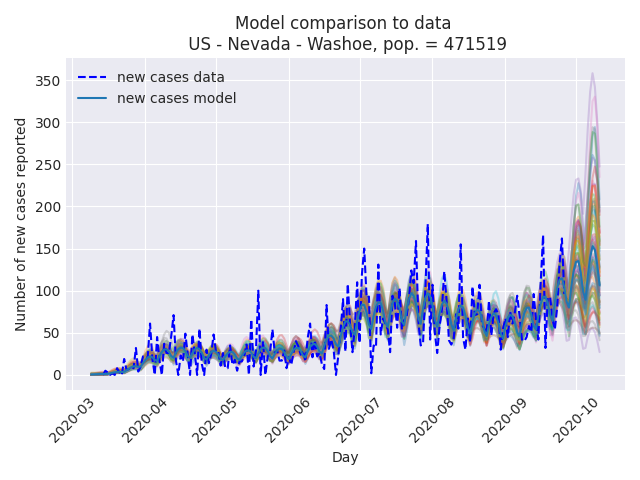 Model comparison to data
US - Nevada - Washoe, pop. = 471519
new cases data
new cases model
Number of new cases reported
350
300
250
200
150
100
50
0
2020-03
2020-04
2020-05
2020-06
2020-07
2020-08
2020-09
2020-10
Day